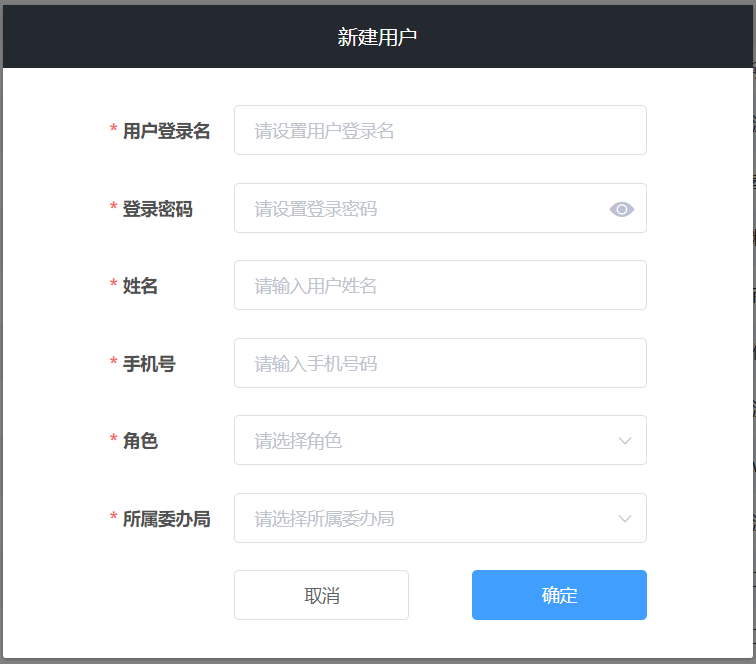 新建用户
* 用户登录名 请设置用户登录名
* 登录密码 请设置登录密码
* 姓名 请输入用户姓名
* 手机号 请输入手机号码
* 角色 请选择角色
* 所属委办局 请选择所属委办局
取消 确定